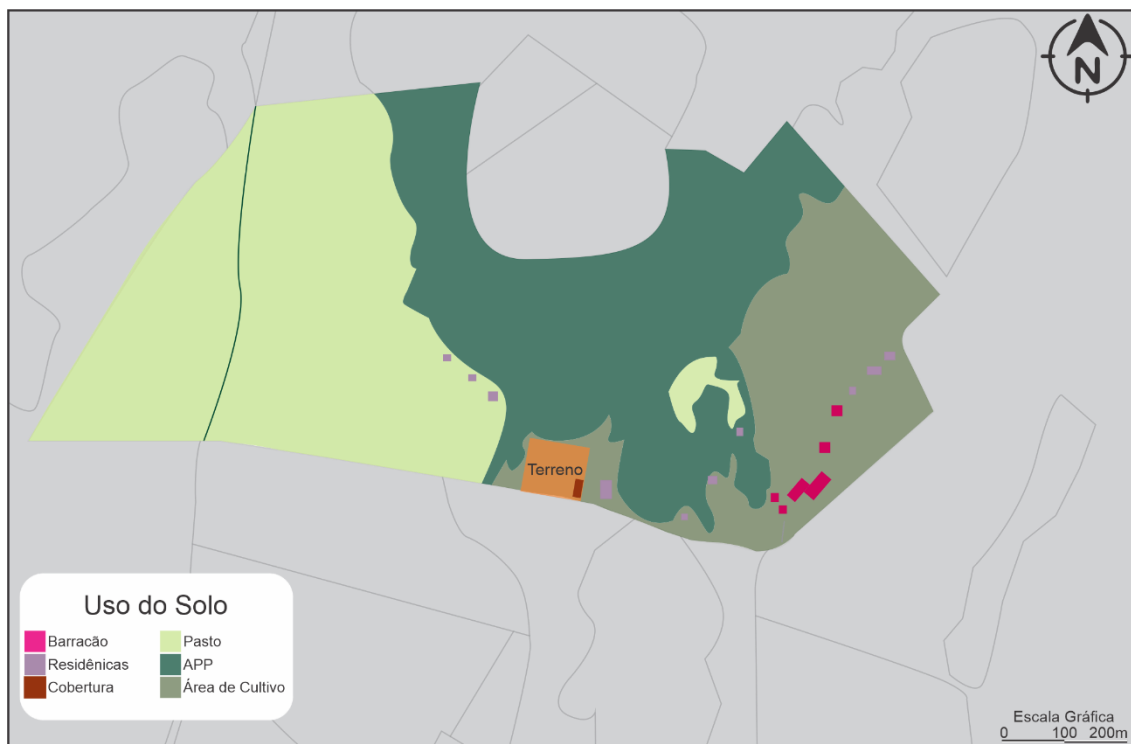 N
Terreno
Uso do Solo
Barracão
Residênicas
Cobertura
Pasto
APP
Área de Cultivo
Escala Gráfica
0 100 200m